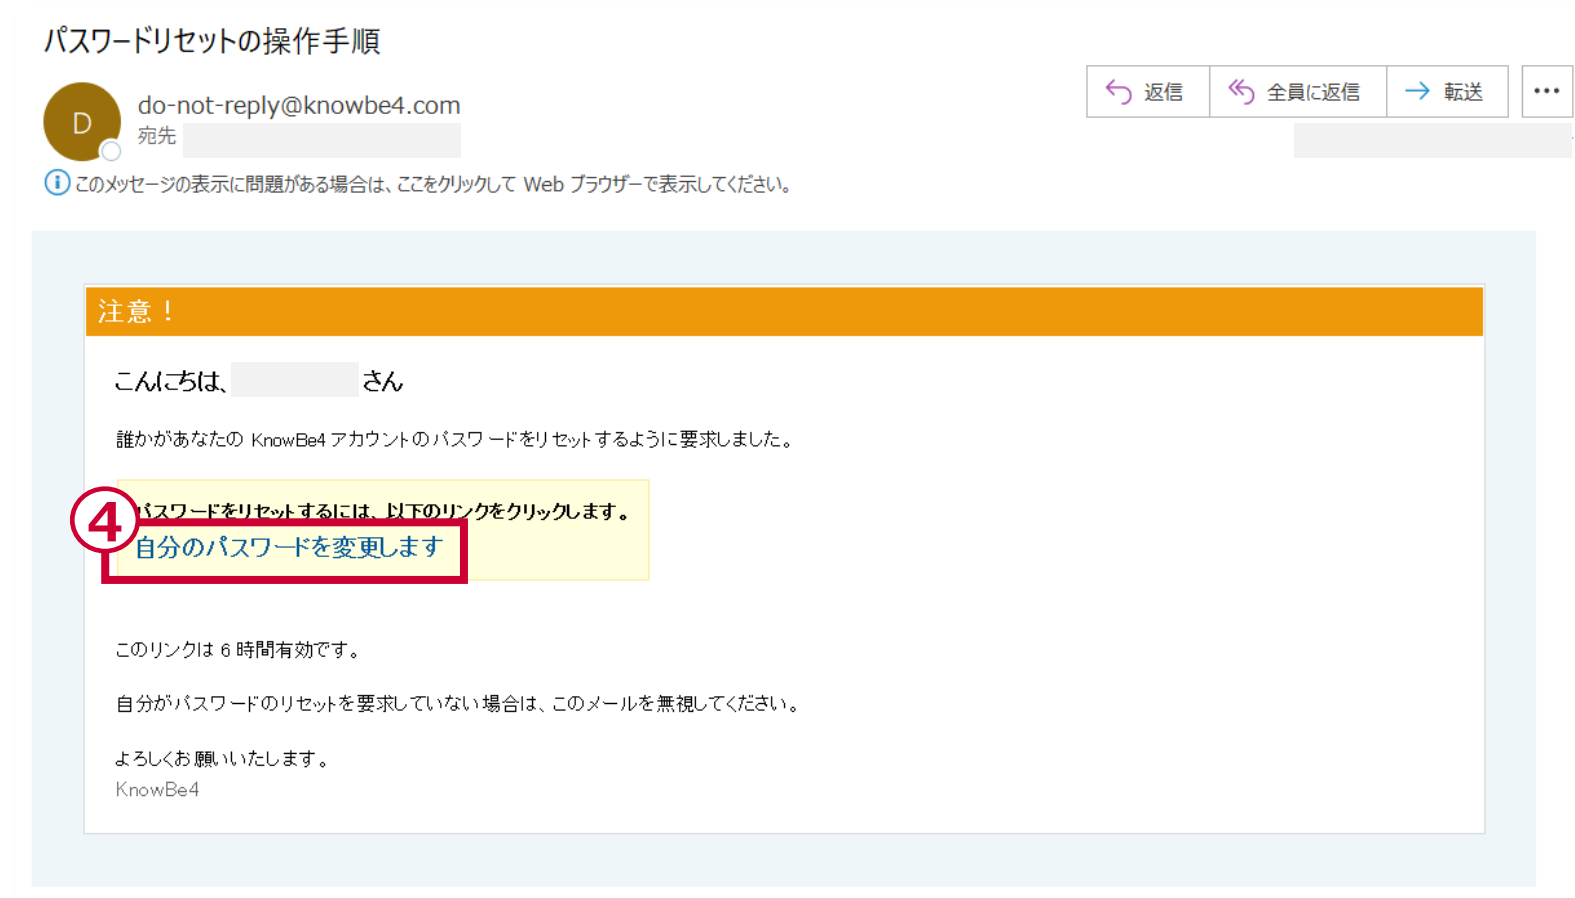 パスワードリセットの操作手順
D
do-not-reply@knowbe4.com
宛先
返信
全員に返信
転送
このメッセージの表示に問題がある場合は、ここをクリックして Web ブラウザーで表示してください。
注意！
こんにちは、 さん
誰かがあなたの KnowBe4 アカウントのパスワードをリセットするように要求しました。
パスワードをリセットするには、以下のリンクをクリックします。
④
自分のパスワードを変更します
このリンクは 6 時間有効です。
自分がパスワードのリセットを要求していない場合は、このメールを無視してください。
よろしくお願いいたします。
KnowBe4